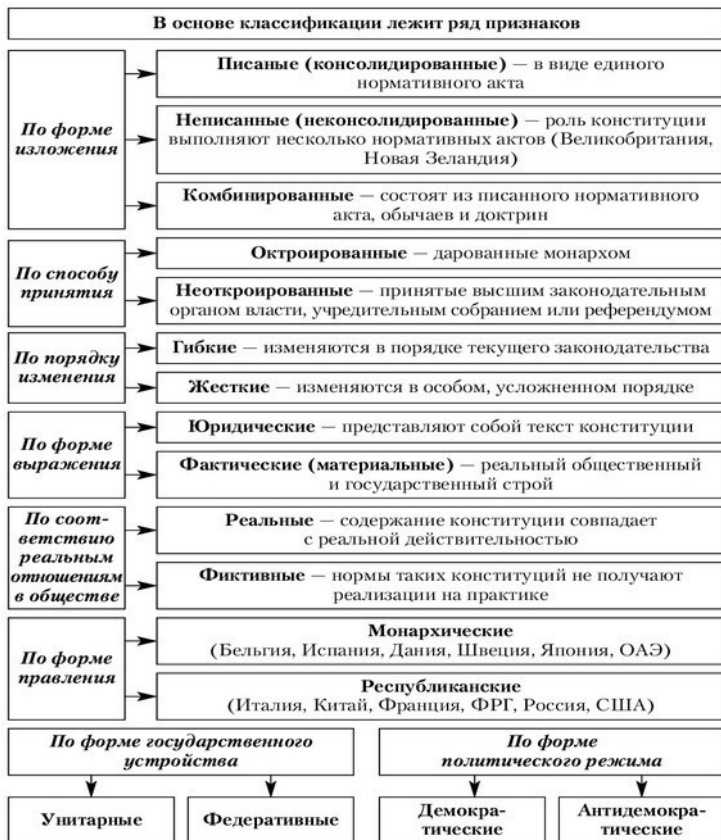 В основе классификации лежит ряд признаков
По форме
изложения
Писаные (консолидированные) — в виде единого
нормативного акта
Неписанные (неконсолидированные) — роль конституции
выполняют несколько нормативных актов (Великобритания,
Новая Зеландия)
Комбинированные — состоят из писанного нормативного
акта, обычаев и доктрин
По способу
принятия
Октроированные — дарованные монархом
Неоткроированные — принятые высшим законодательным
органом власти, учредительным собранием или референдумом
По порядку
изменения
Гибкие — изменяются в порядке текущего законодательства
Жесткие — изменяются в особом, усложненном порядке
По форме
выражения
Юридические — представляют собой текст конституции
Фактические (материальные) — реальный общественный
и государственный строй
По соот-
ветствию
реальным
отношениям
в обществе
Реальные — содержание конституции совпадает
с реальной действительностью
Фиктивные — нормы таких конституций не получают
реализации на практике
По форме
правления
Монархические
(Бельгия, Испания, Дания, Швеция, Япония, ОАЭ)
Республиканские
(Италия, Китай, Франция, ФРГ, Россия, США)
По форме государственного
устройства
Унитарные
Федеративные
По форме
политического режима
Демокра-
тические
Антидемокра-
тические